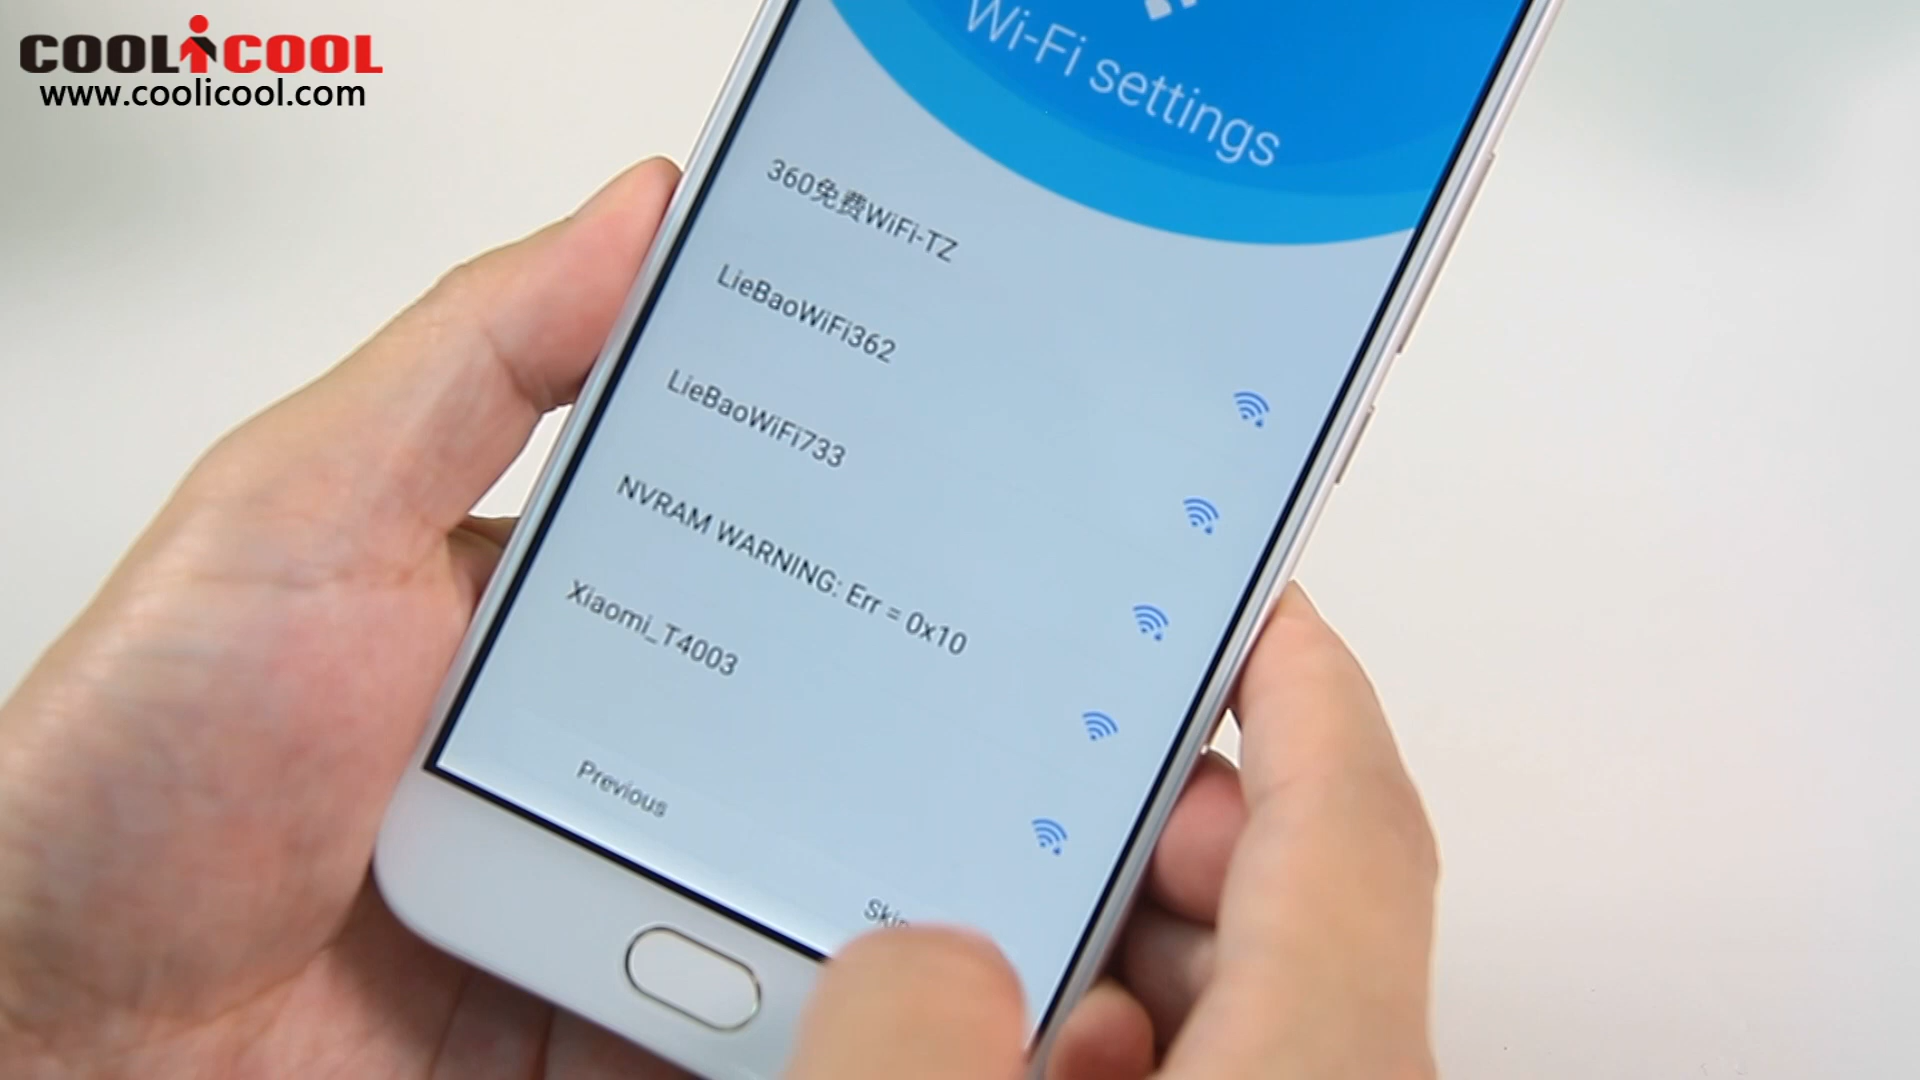 COOLiCOOL
www.coolicool.com
Wi-Fi settings
360免费WiFi-TZ
LieBaoWiFi362
LieBaoWiFi733
NVRAM WARNING: Err = 0x10
Xiaomi_T4003
Previous
Skip